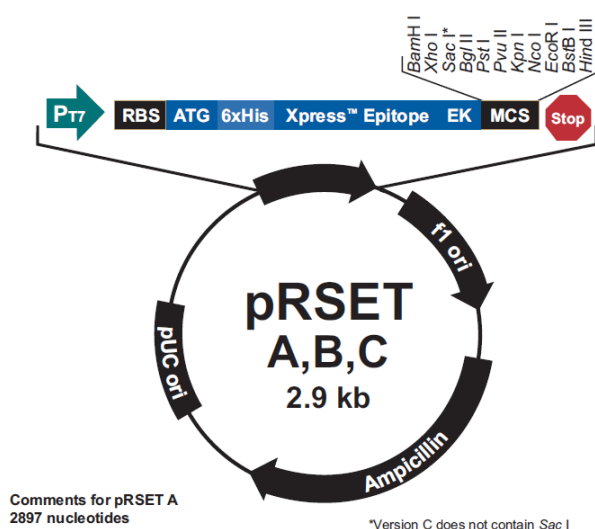 BamH I
Xho I
Sac I*
Bgl II
Pst I
Pvu II
Kpn I
Nco I
EcoR I
BstB I
Hind III
PT7
RBS ATG 6xHis Xpress™ Epitope EK MCS Stop
f1 ori
pRSET
A,B,C
2.9 kb
pUC ori
Ampicillin
Comments for pRSET A
2897 nucleotides
*Version C does not contain Sac I